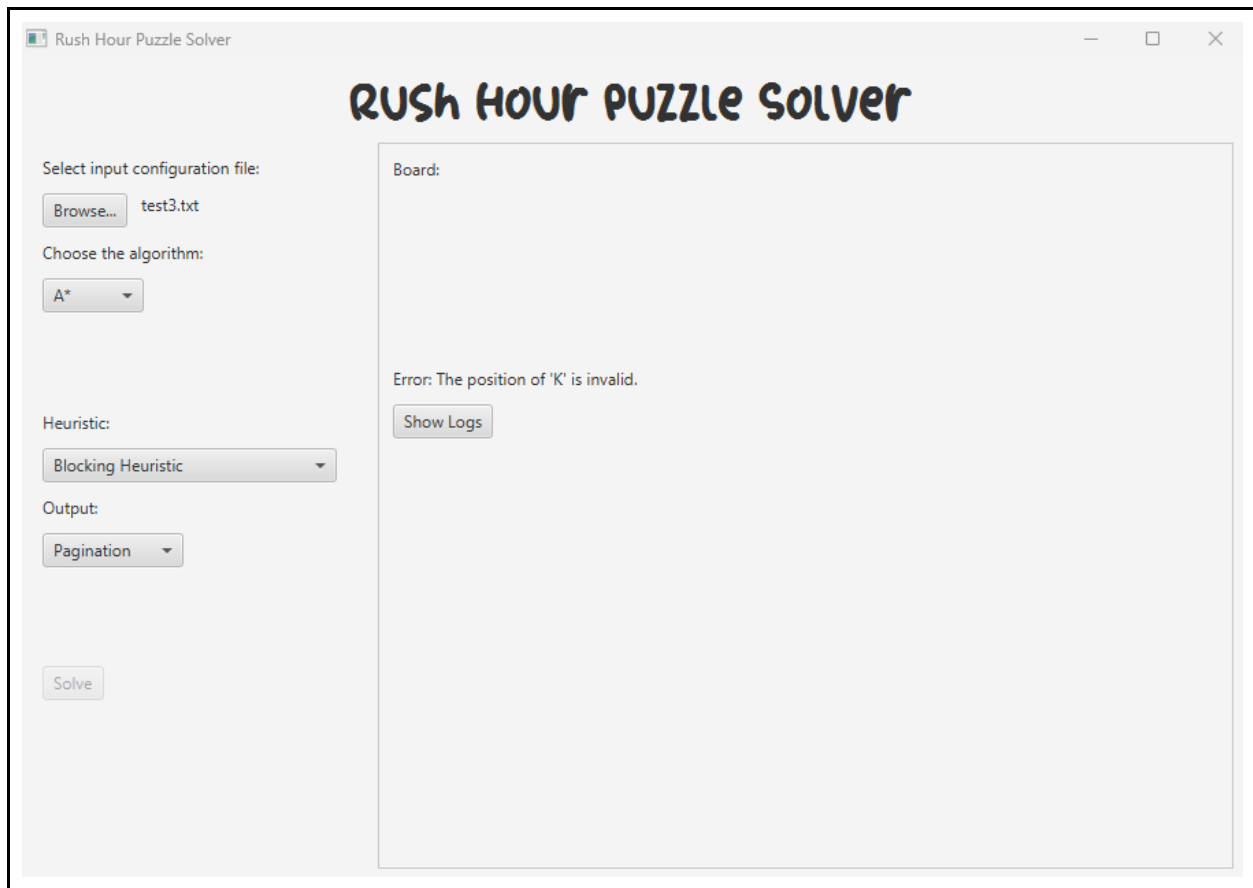 Rush Hour Puzzle Solver
Rush Hour Puzzle Solver
Select input configuration file:
Browse... test3.txt
Choose the algorithm:
A*
Heuristic:
Blocking Heuristic
Output:
Pagination
Solve
Board:
Error: The position of 'K' is invalid.
Show Logs